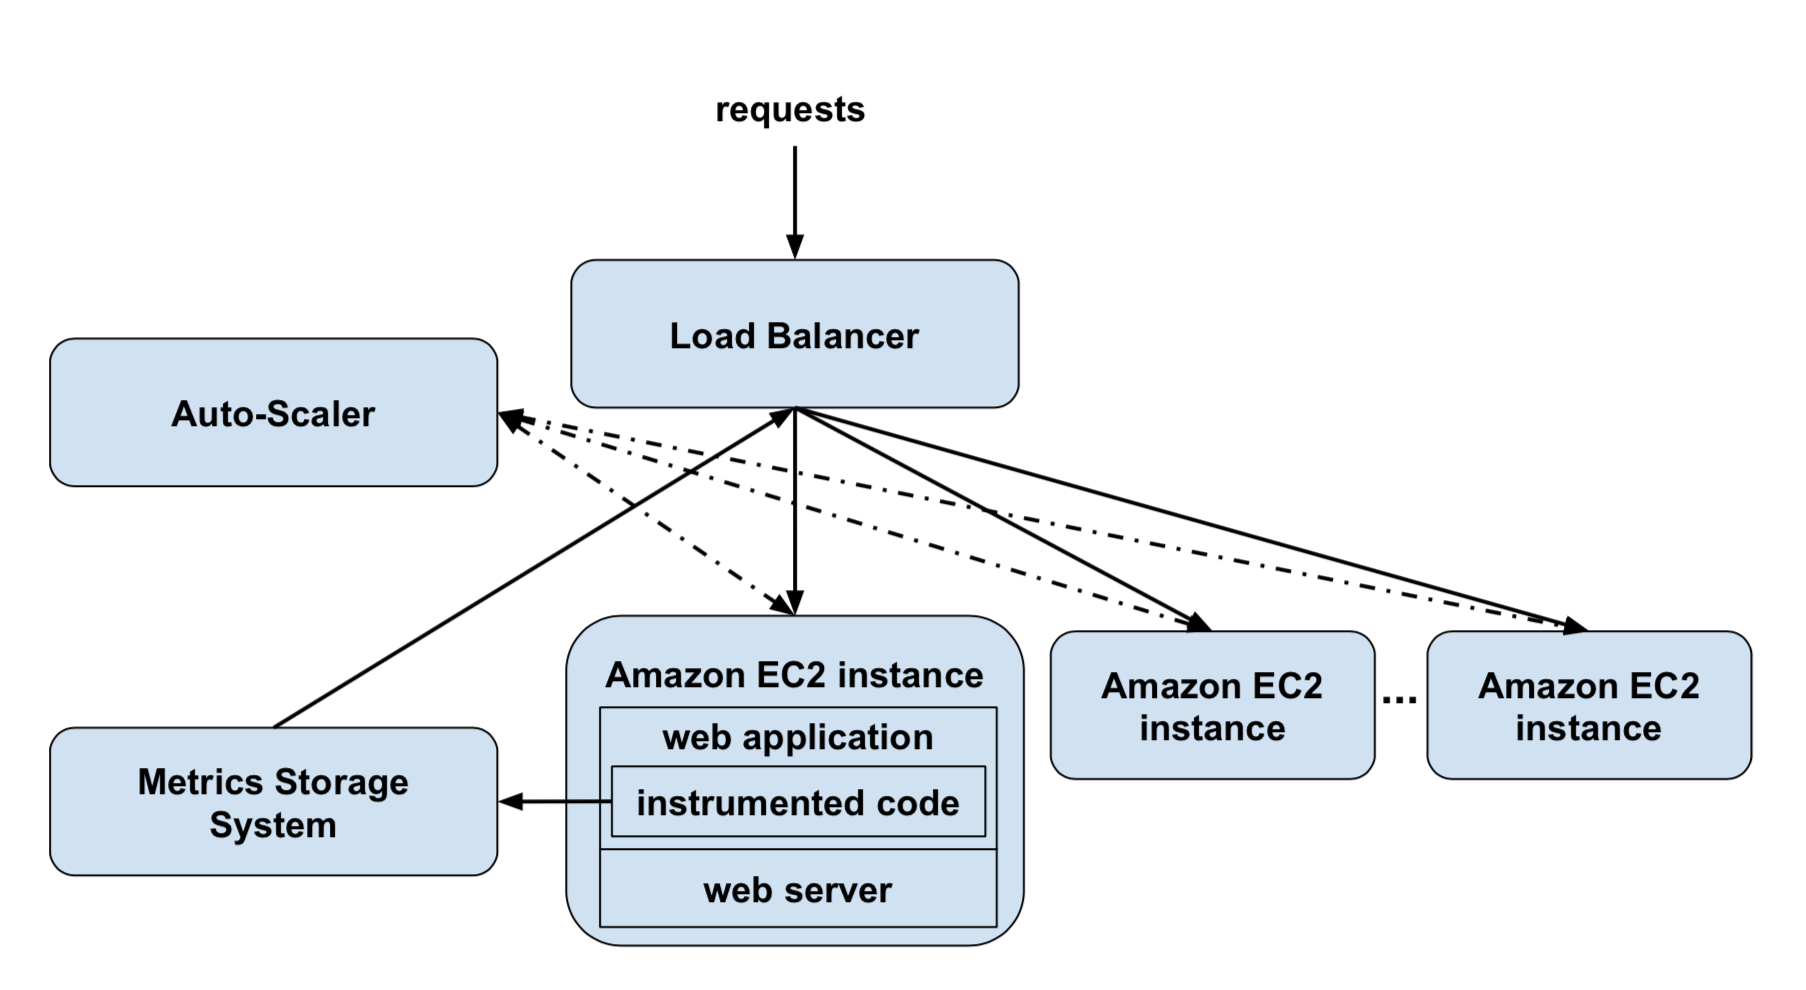 requests
Load Balancer
Auto-Scaler
Amazon EC2 instance
web application
instrumented code
web server
Amazon EC2
instance
...
Amazon EC2
instance
Metrics Storage
System